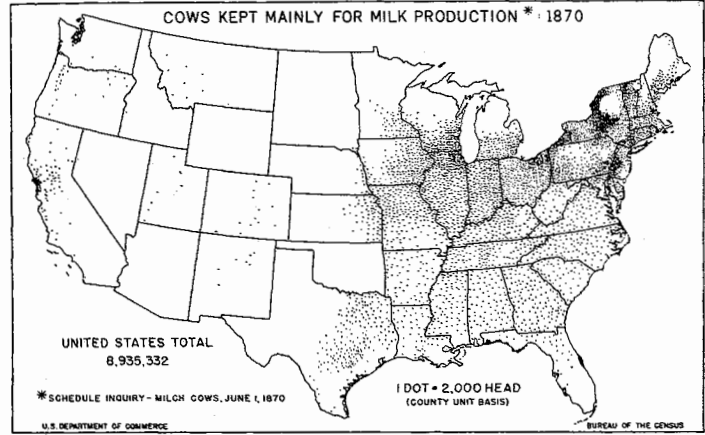 COWS KEPT MAINLY FOR MILK PRODUCTION * : 1870
UNITED STATES TOTAL
8,935,332
* SCHEDULE INQUIRY - MILCH COWS, JUNE 1, 1870
1 DOT = 2,000 HEAD
(COUNTY UNIT BASIS)
U.S. DEPARTMENT OF COMMERCE
BUREAU OF THE CENSUS